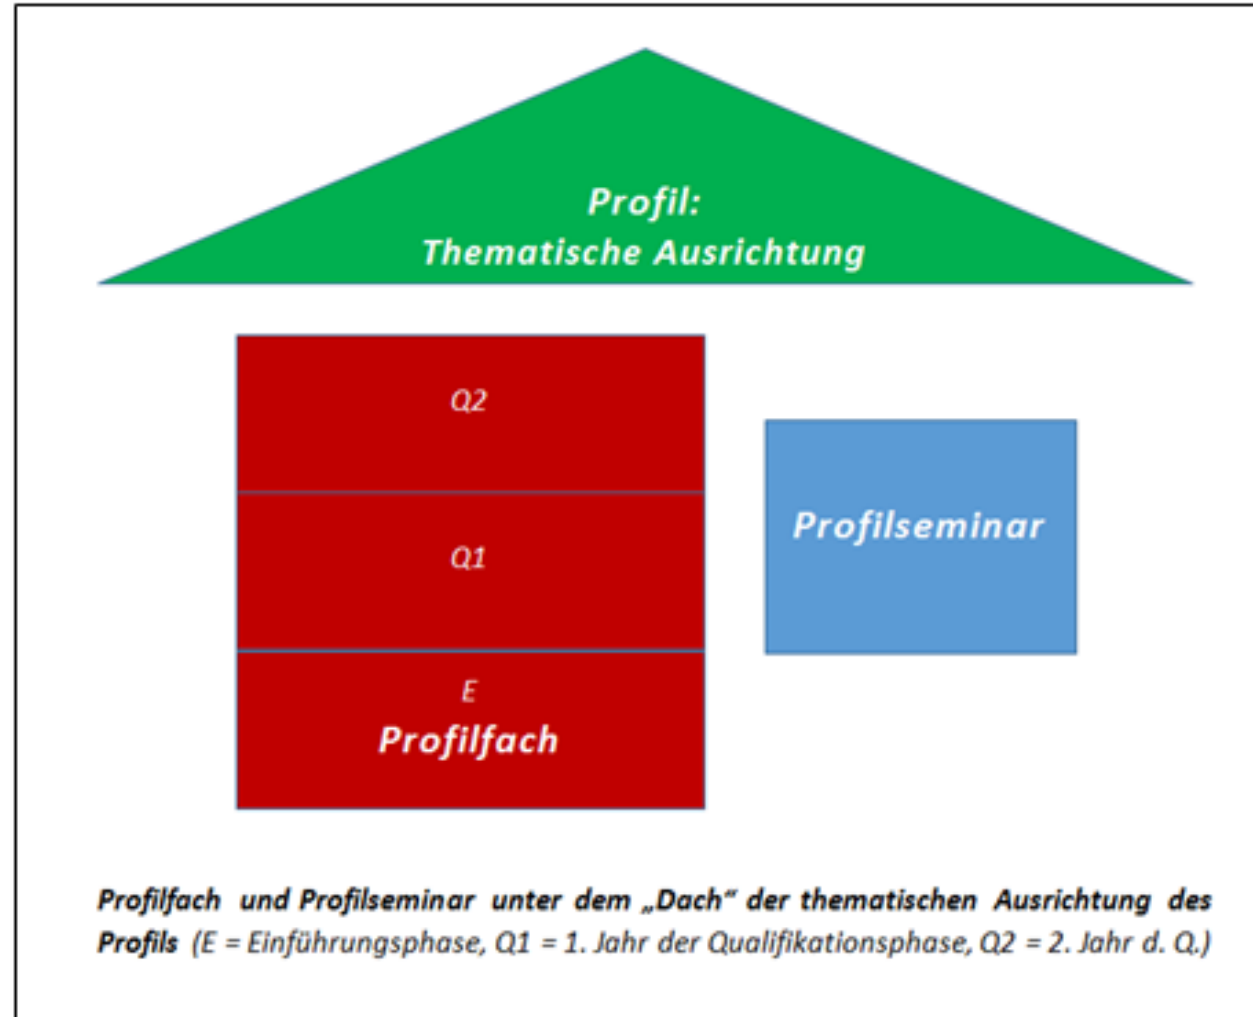 Profil:
Thematische Ausrichtung
Q2
Q1
E
Profilfach
Profilseminar
Profilfach und Profilseminar unter dem „Dach“ der thematischen Ausrichtung des
Profils (E = Einführungsphase, Q1 = 1. Jahr der Qualifikationsphase, Q2 = 2. Jahr d. Q.)